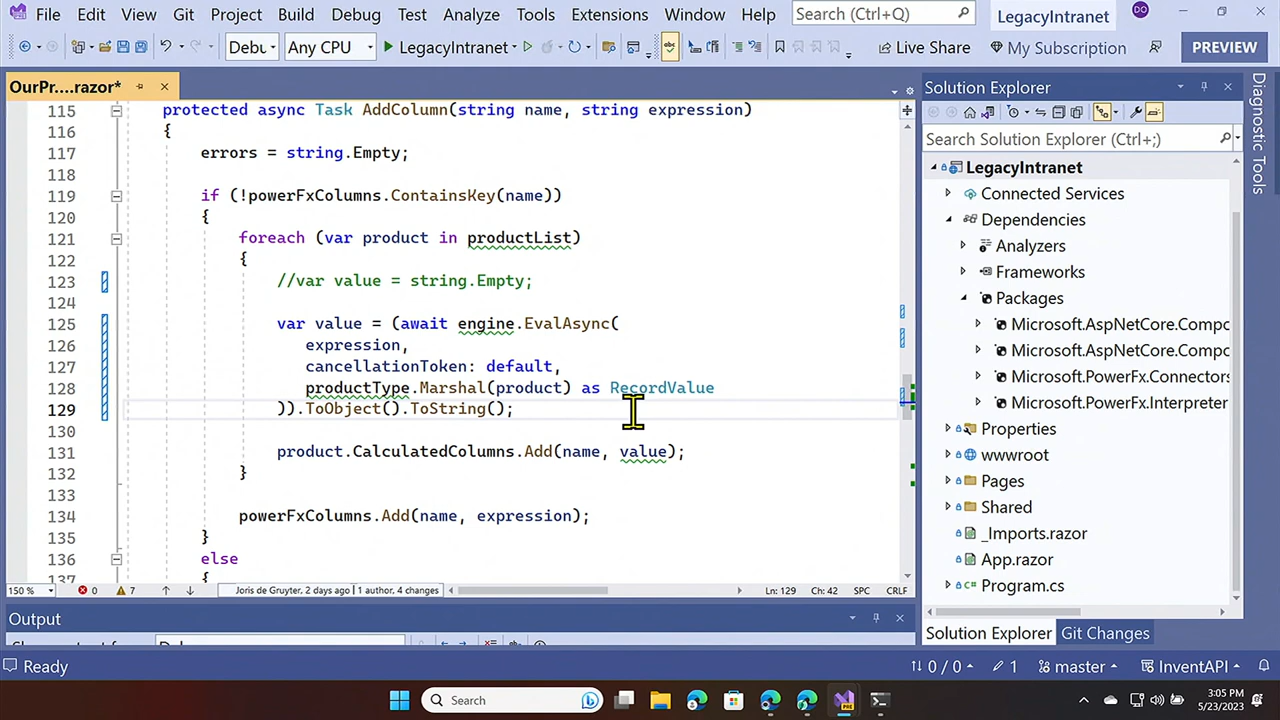 File Edit View Git Project Build Debug Test Analyze Tools Extensions Window Help Search (Ctrl+Q) LegacyIntranet DO
Debu Any CPU LegacyIntranet Live Share My Subscription PREVIEW
OurPr....razor*
115 protected async Task AddColumn(string name, string expression)
116 {
117 errors = string.Empty;
118
119 if (!powerFxColumns.ContainsKey(name))
120 {
121 foreach (var product in productList)
122 {
123 //var value = string.Empty;
124
125 var value = (await engine.EvalAsync(
126 expression,
127 cancellationToken: default,
128 productType.Marshal(product) as RecordValue
129 )).ToObject().ToString();
130
131 product.CalculatedColumns.Add(name, value);
132 }
133
134 powerFxColumns.Add(name, expression);
135 }
136 else
137 {
150 % 0 7 Joris de Gruyter, 2 days ago | 1 author, 4 changes Ln: 129 Ch: 42 SPC CRLF
Output
Solution Explorer
Search Solution Explorer (Ctrl+;)
LegacyIntranet
Connected Services
Dependencies
Analyzers
Frameworks
Packages
Microsoft.AspNetCore.Compo
Microsoft.AspNetCore.Compo
Microsoft.PowerFx.Connectors
Microsoft.PowerFx.Interpreter
Properties
wwwroot
Pages
Shared
_Imports.razor
App.razor
Program.cs
Solution Explorer Git Changes
Diagnostic Tools
Ready 0 / 0 1 master InventAPI
Search 3:05 PM
5/23/2023